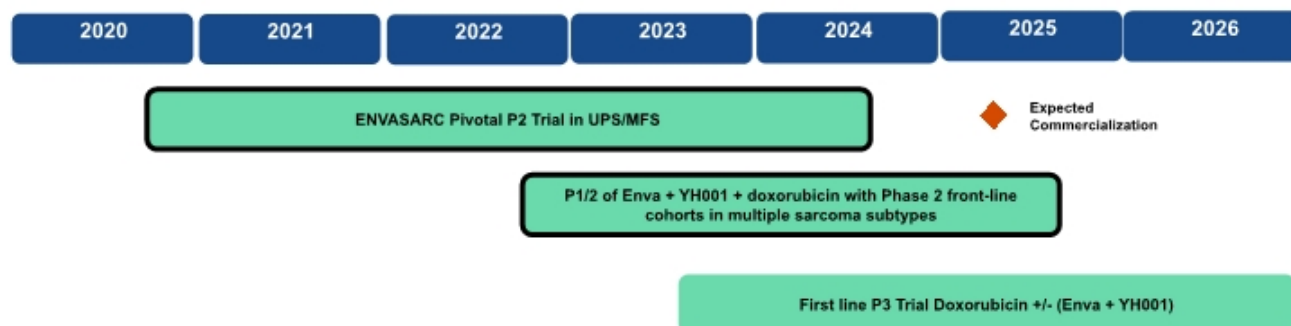 2020 2021 2022 2023 2024 2025 2026
ENVASARC Pivotal P2 Trial in UPS/MFS
Expected
Commercialization
P1/2 of Enva + YH001 + doxorubicin with Phase 2 front-line
cohorts in multiple sarcoma subtypes
First line P3 Trial Doxorubicin +/- (Enva + YH001)